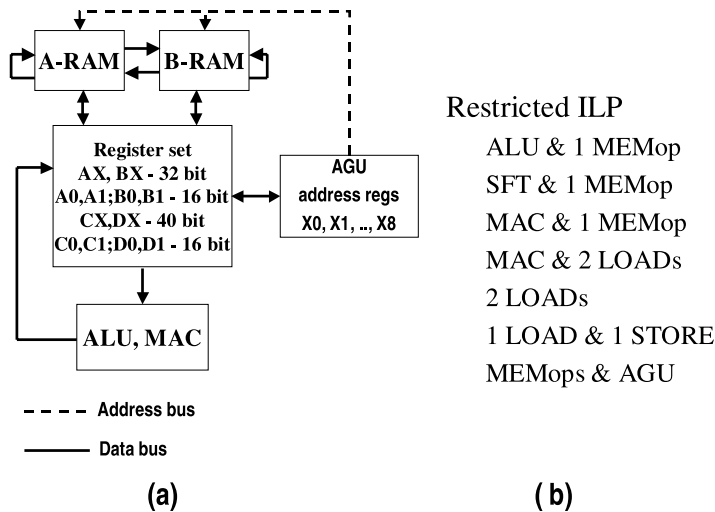 A-RAM
B-RAM
Register set
AX, BX - 32 bit
A0,A1;B0,B1 - 16 bit
CX,DX - 40 bit
C0,C1;D0,D1 - 16 bit
AGU
address regs
X0, X1, .., X8
ALU, MAC
Address bus
Data bus
(a)
Restricted ILP
ALU & 1 MEMop
SFT & 1 MEMop
MAC & 1 MEMop
MAC & 2 LOADs
2 LOADs
1 LOAD & 1 STORE
MEMops & AGU
( b)